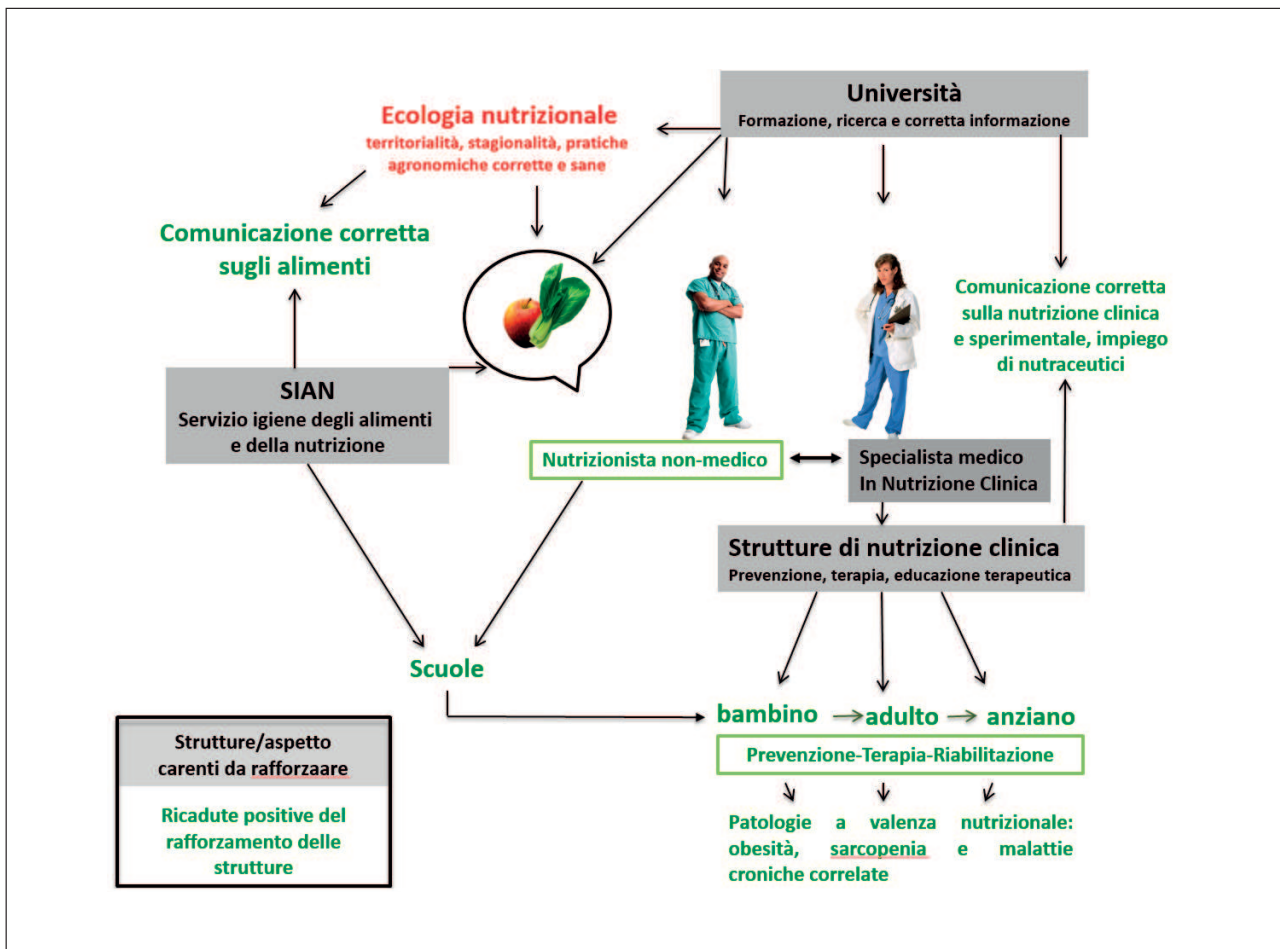 Università
Formazione, ricerca e corretta informazione
Ecologia nutrizionale
territorialità, stagionalità, pratiche
agronomiche corrette e sane
Comunicazione corretta
sugli alimenti
Comunicazione corretta
sulla nutrizione clinica
e sperimentale, impiego
di nutraceutici
SIAN
Servizio igiene degli alimenti
e della nutrizione
Nutrizionista non-medico
Specialista medico
In Nutrizione Clinica
Strutture di nutrizione clinica
Prevenzione, terapia, educazione terapeutica
Scuole
bambino
adulto
anziano
Prevenzione-Terapia-Riabilitazione
Patologie a valenza nutrizionale:
obesità, sarcopenia e malattie
croniche correlate
Strutture/aspetto
carenti da rafforzaare
Ricadute positive del
rafforzamento delle
strutture